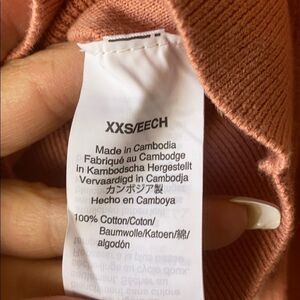 XXS/EECH
Made in Cambodia
Fabriqué au Cambodge
in Kambodscha Hergestellt
Vervaardigd in Cambodja
カンボジア製
Hecho en Camboya
100% Cotton/Coton/
Baumwolle/Katoen/綿/
algodón